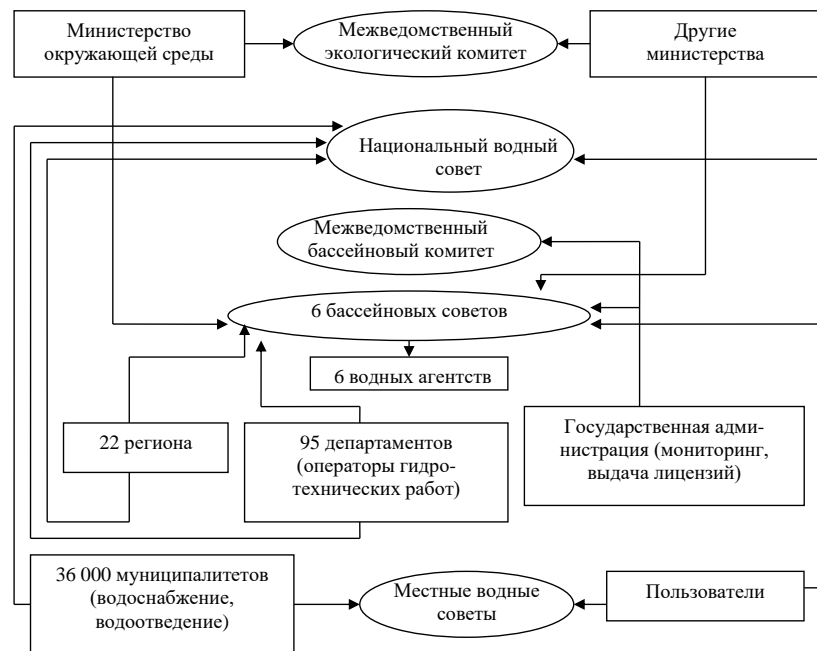 Министерство
окружающей среды
Межведомственный
экологический комитет
Другие
министерства
Национальный водный
совет
Межведомственный
бассейновый комитет
6 бассейновых советов
6 водных агентств
22 региона
95 департаментов
(операторы гидро-
технических работ)
Государственная адми-
нистрация (мониторинг,
выдача лицензий)
36 000 муниципалитетов
(водоснабжение,
водоотведение)
Местные водные
советы
Пользователи